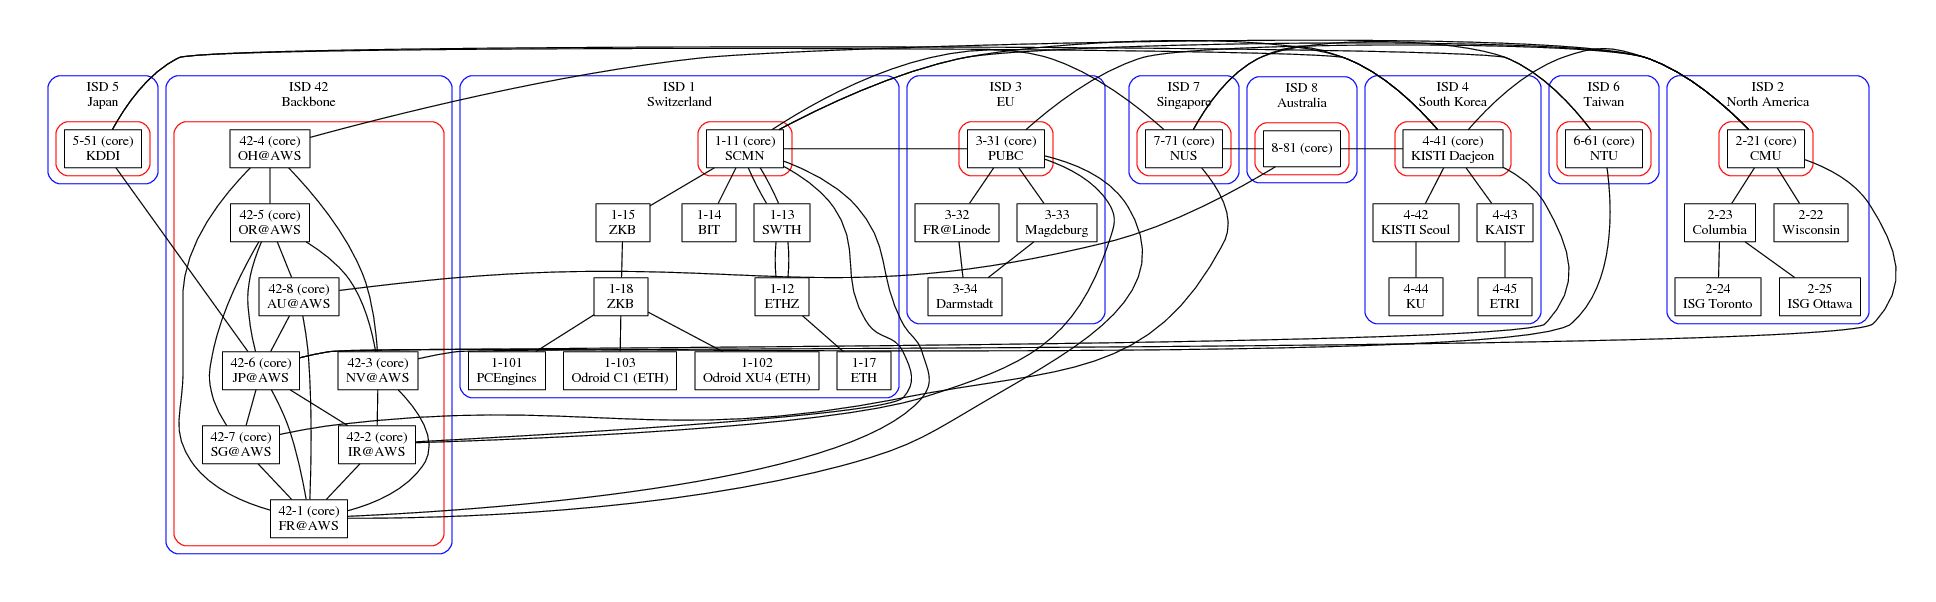 ISD 5
Japan
5-51 (core)
KDDI
ISD 42
Backbone
42-4 (core)
OH@AWS
42-5 (core)
OR@AWS
42-8 (core)
AU@AWS
42-6 (core)
JP@AWS
42-3 (core)
NV@AWS
42-7 (core)
SG@AWS
42-2 (core)
IR@AWS
42-1 (core)
FR@AWS
ISD 1
Switzerland
1-11 (core)
SCMN
1-15
ZKB
1-14
BIT
1-13
SWTH
1-18
ZKB
1-12
ETHZ
1-101
PCEngines
1-103
Odroid C1 (ETH)
1-102
Odroid XU4 (ETH)
1-17
ETH
ISD 3
EU
3-31 (core)
PUBC
3-32
FR@Linode
3-33
Magdeburg
3-34
Darmstadt
ISD 7
Singapore
7-71 (core)
NUS
ISD 8
Australia
8-81 (core)
ISD 4
South Korea
4-41 (core)
KISTI Daejeon
4-42
KISTI Seoul
4-43
KAIST
4-44
KU
4-45
ETRI
ISD 6
Taiwan
6-61 (core)
NTU
ISD 2
North America
2-21 (core)
CMU
2-23
Columbia
2-22
Wisconsin
2-24
ISG Toronto
2-25
ISG Ottawa